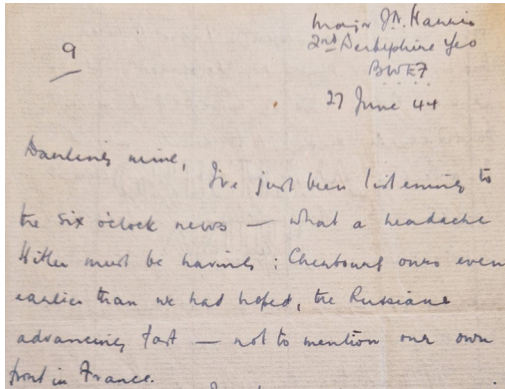 9
Major J.A. Harris
2nd Derbyshire Yeo
BWEF
27 June 44
Darling mine,
I've just been listening to
the six o'clock news — what a headache
Hitler must be having: Cherbourg ours even
earlier than we had hoped, the Russians
advancing fast — not to mention our own
front in France.